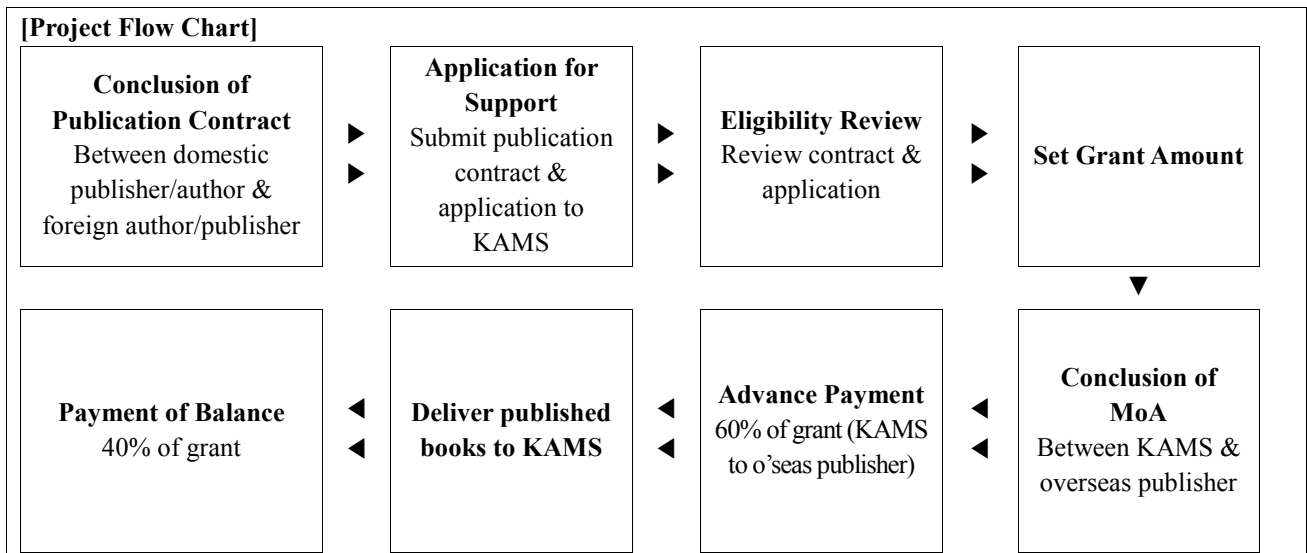 [Project Flow Chart]
Conclusion of
Publication Contract
Between domestic
publisher/author &
foreign author/publisher
Application for
Support
Submit publication
contract &
application to
KAMS
Eligibility Review
Review contract &
application
Set Grant Amount
Conclusion of
MoA
Between KAMS &
overseas publisher
Advance Payment
60% of grant (KAMS
to o’seas publisher)
Deliver published
books to KAMS
Payment of Balance
40% of grant